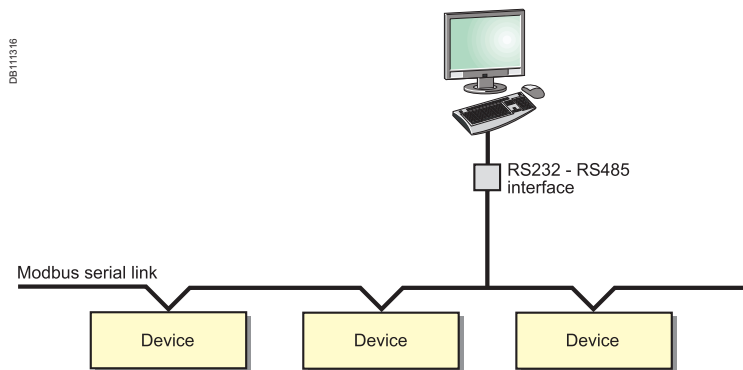 DB111316
RS232 - RS485
interface
Modbus serial link
Device
Device
Device